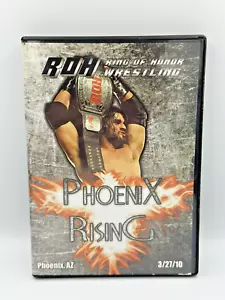 ROH
RING OF HONOR
WRESTLING
PHOENIX
RISING
Phoenix, AZ
3/27/10